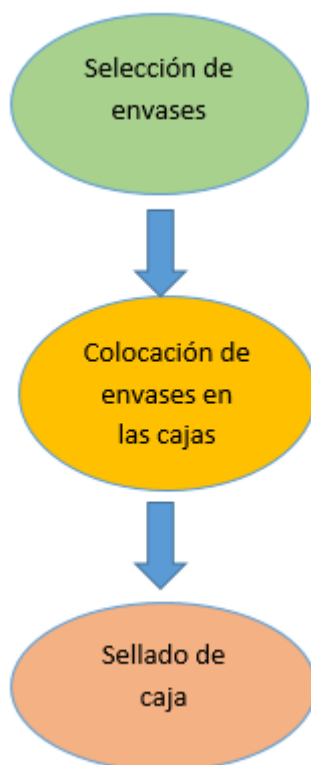 Selección de
envases
Colocación de
envases en
las cajas
Sellado de
caja